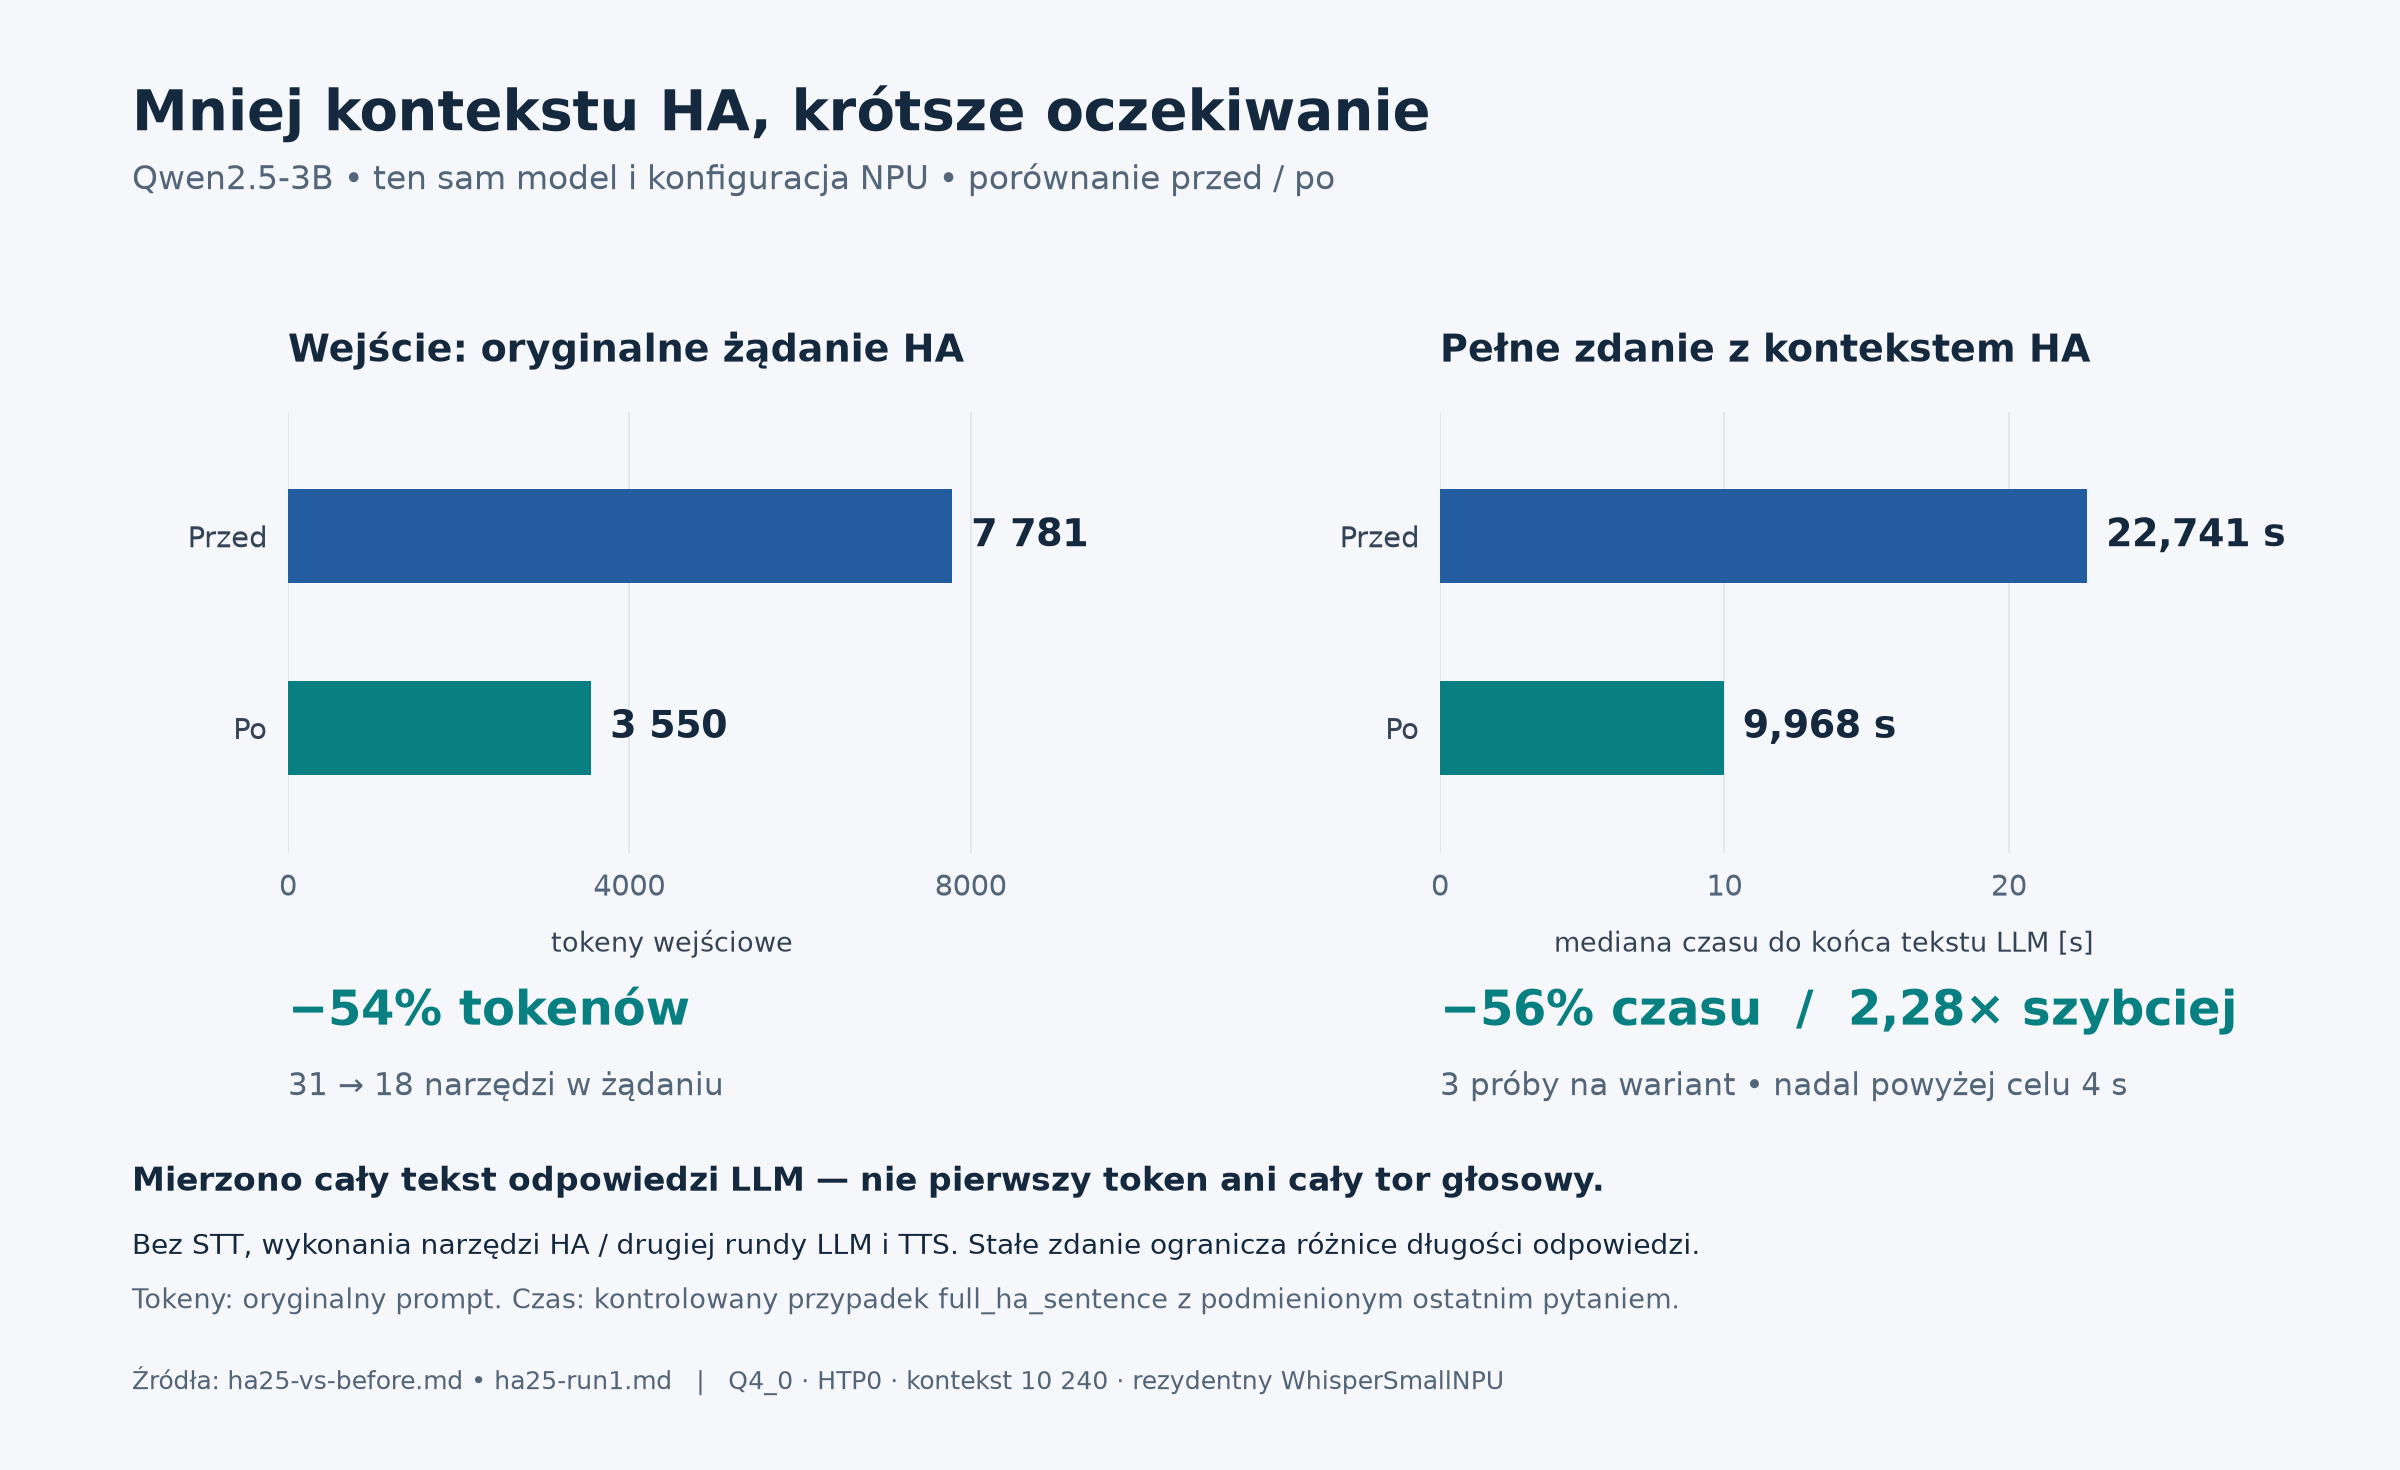 Mniej kontekstu HA, krótsze oczekiwanie
Qwen2.5-3B • ten sam model i konfiguracja NPU • porównanie przed / po
Wejście: oryginalne żądanie HA
Przed
7 781
Po
3 550
0 4000 8000
tokeny wejściowe
−54% tokenów
31 → 18 narzędzi w żądaniu
Pełne zdanie z kontekstem HA
Przed
22,741 s
Po
9,968 s
0 10 20
mediana czasu do końca tekstu LLM [s]
−56% czasu / 2,28× szybciej
3 próby na wariant • nadal powyżej celu 4 s
Mierzono cały tekst odpowiedzi LLM — nie pierwszy token ani cały tor głosowy.
Bez STT, wykonania narzędzi HA / drugiej rundy LLM i TTS. Stałe zdanie ogranicza różnice długości odpowiedzi.
Tokeny: oryginalny prompt. Czas: kontrolowany przypadek full_ha_sentence z podmienionym ostatnim pytaniem.
Źródła: ha25-vs-before.md • ha25-run1.md | Q4_0 · HTP0 · kontekst 10 240 · rezydentny WhisperSmallNPU